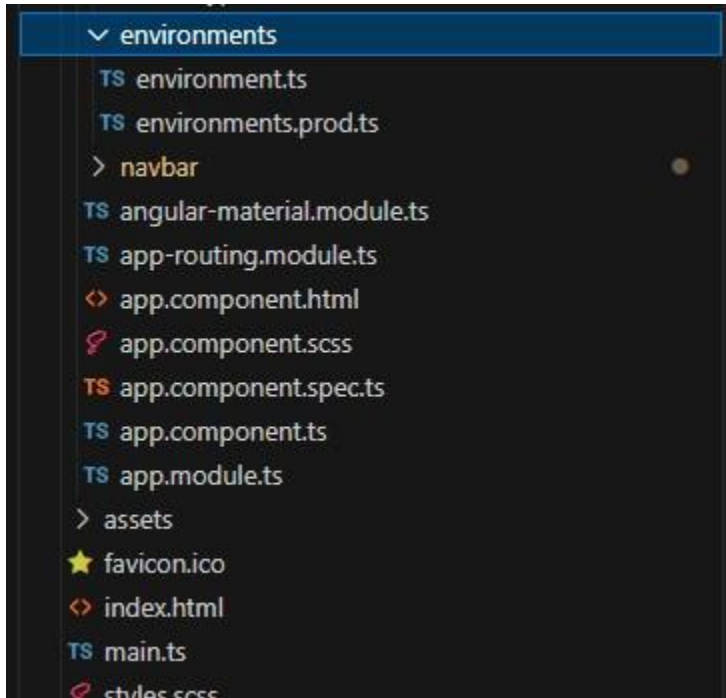 environments
TS environment.ts
TS environments.prod.ts
navbar
TS angular-material.module.ts
TS app-routing.module.ts
app.component.html
app.component.scss
TS app.component.spec.ts
TS app.component.ts
TS app.module.ts
assets
favicon.ico
index.html
TS main.ts
styles.scss